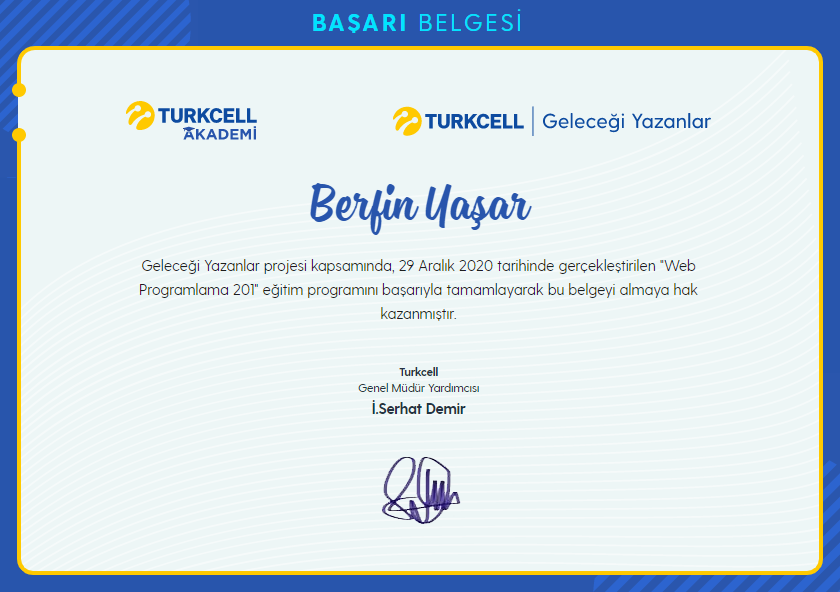 BAŞARI BELGESİ
TURKCELL
AKADEMİ
TURKCELL | Geleceği Yazanlar
Berfin Yaşar
Geleceği Yazanlar projesi kapsamında, 29 Aralık 2020 tarihinde gerçekleştirilen "Web
Programlama 201" eğitim programını başarıyla tamamlayarak bu belgeyi almaya hak
kazanmıştır.
Turkcell
Genel Müdür Yardımcısı
İ.Serhat Demir